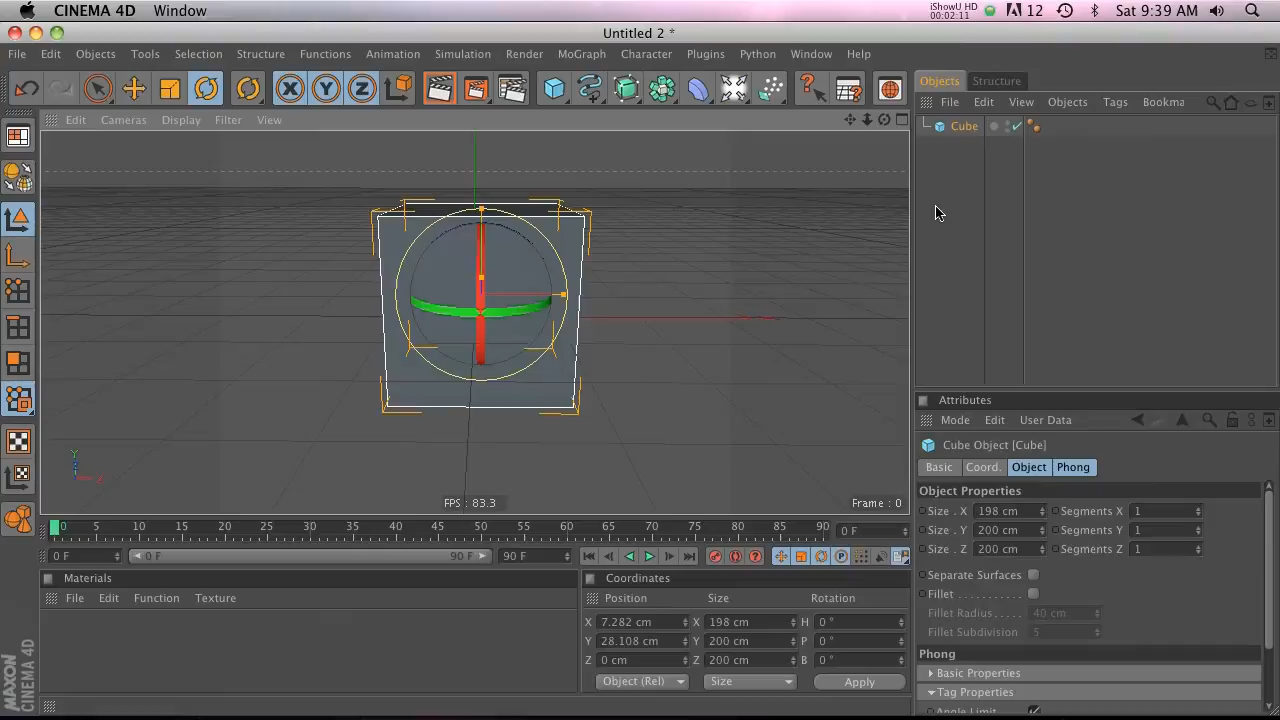 CINEMA 4D Window
iShowU HD
00:02:11
12
Sat 9:39 AM
Untitled 2 *
File Edit Objects Tools Selection Structure Functions Animation Simulation Render MoGraph Character Plugins Python Window Help
X Y Z
Objects Structure
File Edit View Objects Tags Bookma
Edit Cameras Display Filter View
Cube
Y
FPS : 83.3
Frame : 0
Attributes
Mode Edit User Data
Cube Object [Cube]
Basic Coord. Object Phong
Object Properties
Size . X 198 cm Segments X 1
Size . Y 200 cm Segments Y 1
Size . Z 200 cm Segments Z 1
Separate Surfaces
Fillet
Fillet Radius 40 cm
Fillet Subdivision 5
Phong
Basic Properties
Tag Properties
Angle Limit
0 5 10 15 20 25 30 35 40 45 50 55 60 65 70 75 80 85 90
0 F
0 F 0 F 90 F 90 F
P
Materials
File Edit Function Texture
Coordinates
Position Size Rotation
X 7.282 cm X 198 cm H 0 °
Y 28.108 cm Y 200 cm P 0 °
Z 0 cm Z 200 cm B 0 °
Object (Rel) Size Apply
MAXON
CINEMA 4D